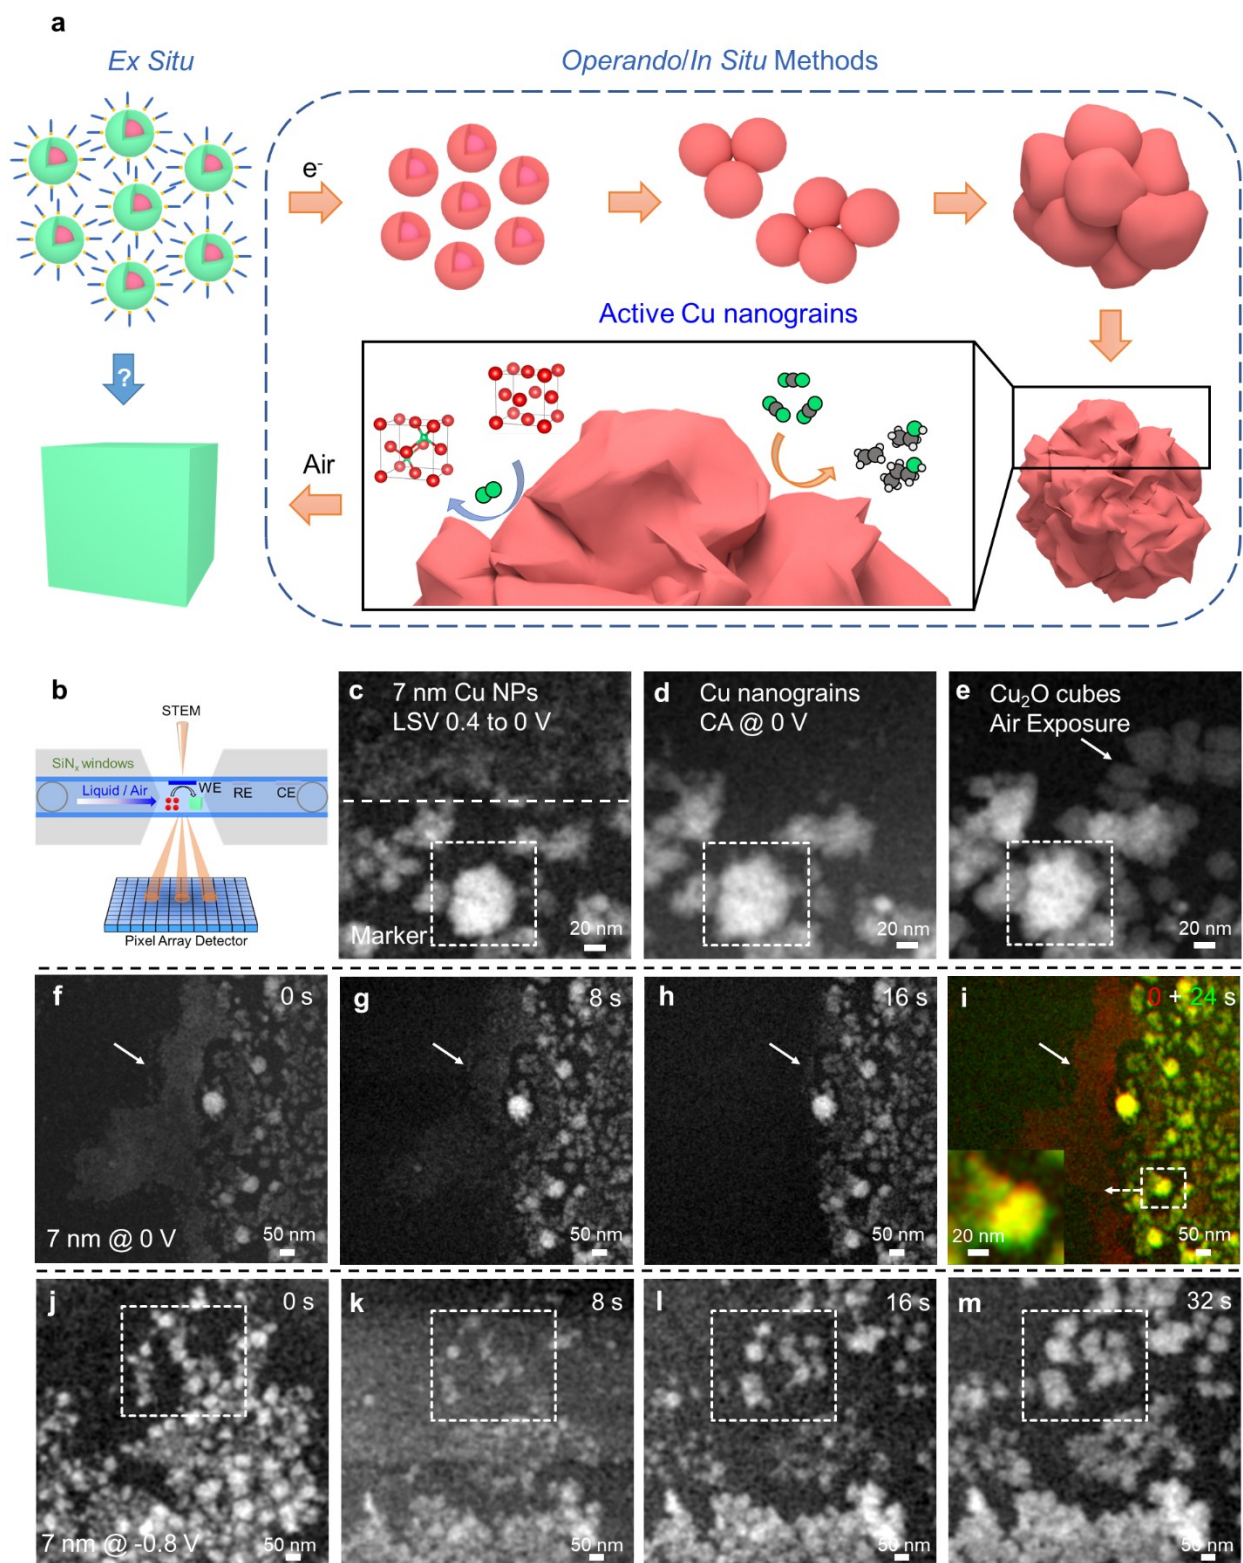 a
Ex Situ
Operando/In Situ Methods
e⁻
?
Active Cu nanograins
Air
b
STEM
SiNₓ windows
Liquid / Air
WE
RE
CE
Pixel Array Detector
c
7 nm Cu NPs
LSV 0.4 to 0 V
Marker
20 nm
d
Cu nanograins
CA @ 0 V
20 nm
e
Cu₂O cubes
Air Exposure
20 nm
f
0 s
7 nm @ 0 V
50 nm
g
8 s
50 nm
h
16 s
50 nm
i
0 + 24 s
20 nm
50 nm
j
0 s
7 nm @ -0.8 V
50 nm
k
8 s
50 nm
l
16 s
50 nm
m
32 s
50 nm